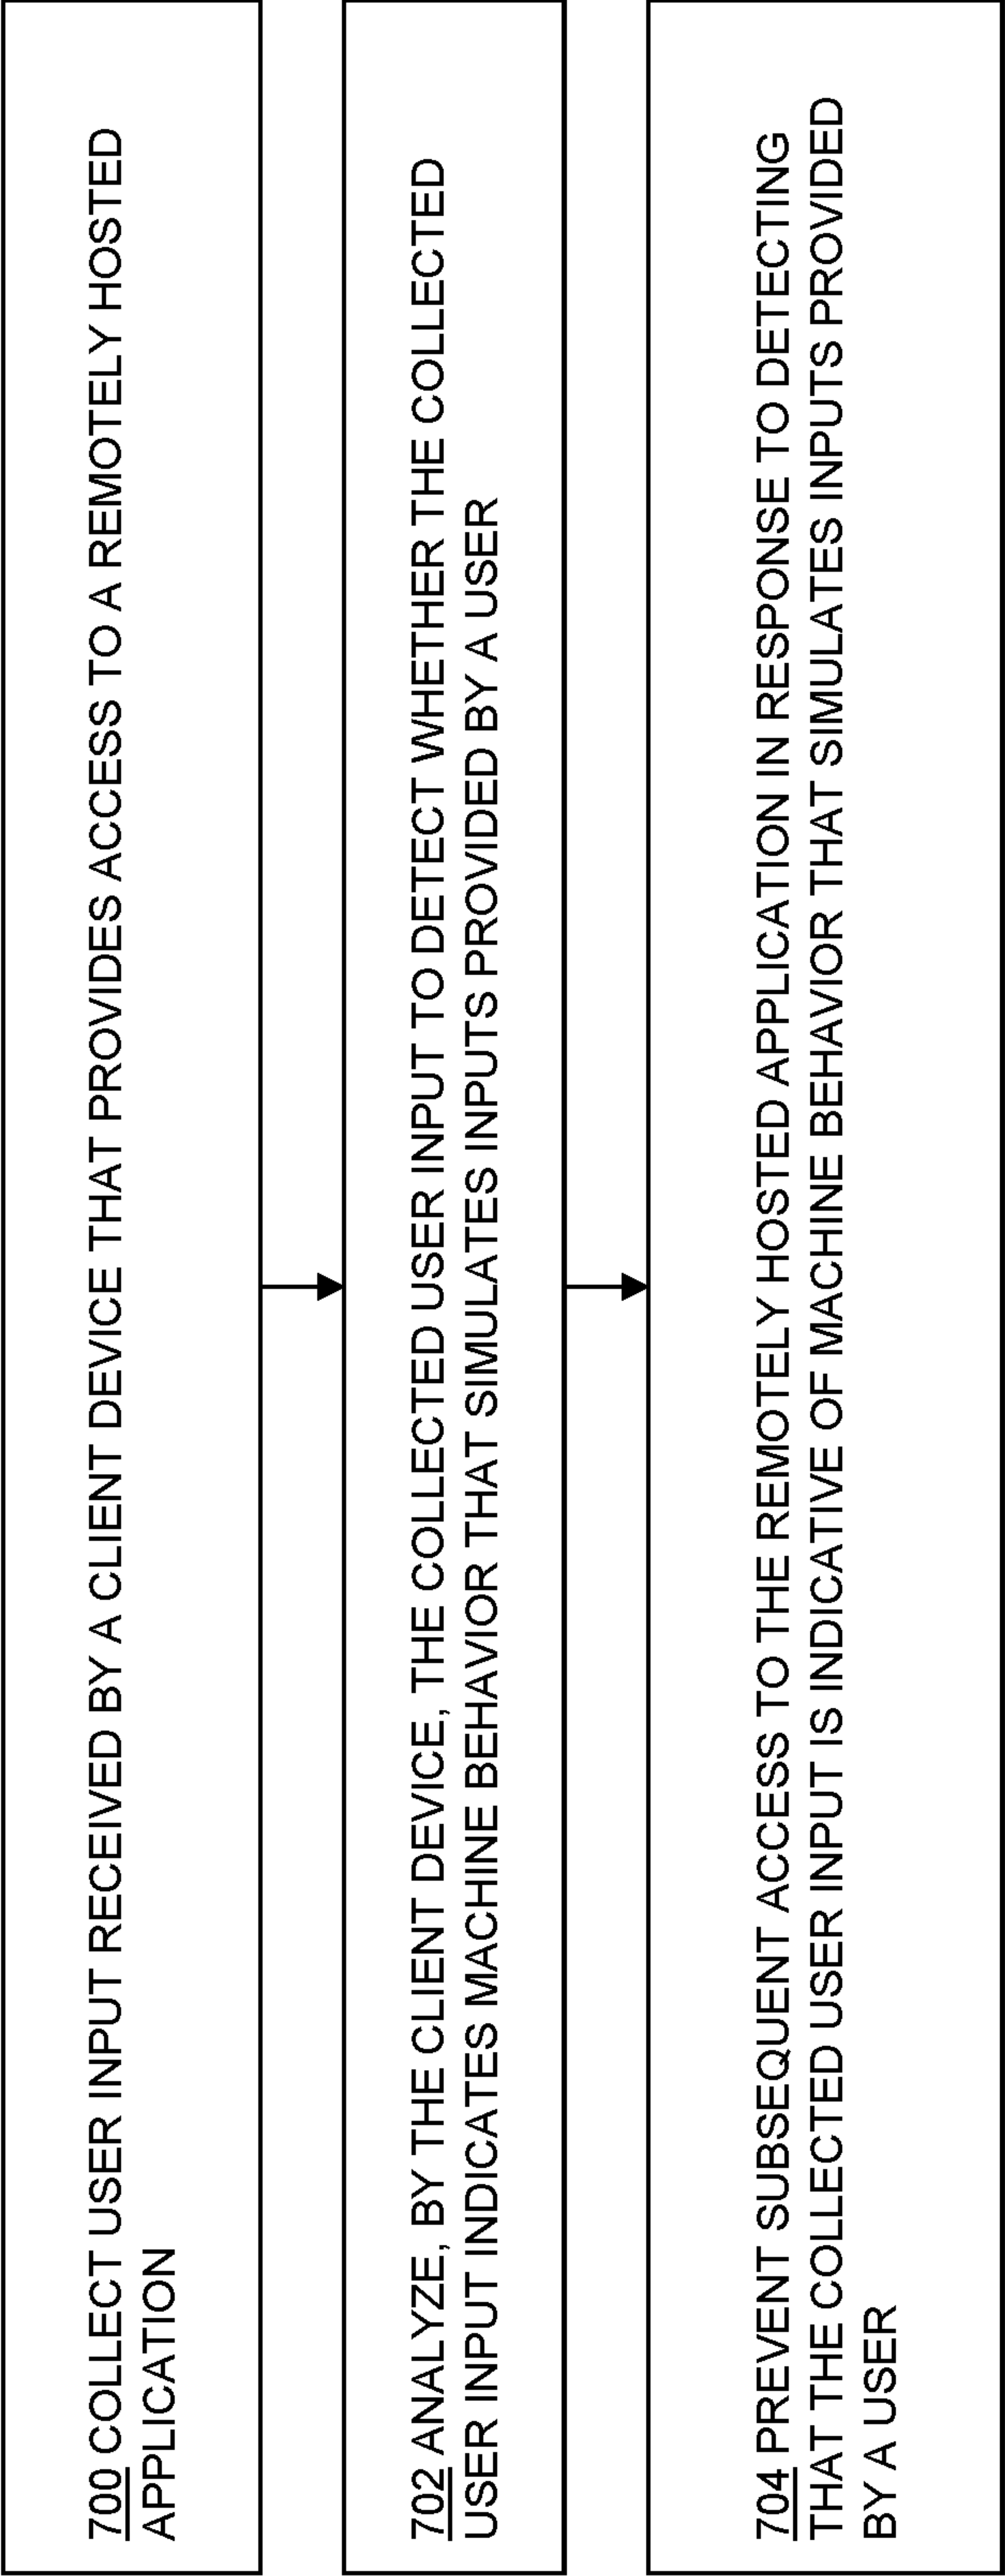 700 COLLECT USER INPUT RECEIVED BY A CLIENT DEVICE THAT PROVIDES ACCESS TO A REMOTELY HOSTED
APPLICATION
702 ANALYZE, BY THE CLIENT DEVICE, THE COLLECTED USER INPUT TO DETECT WHETHER THE COLLECTED
USER INPUT INDICATES MACHINE BEHAVIOR THAT SIMULATES INPUTS PROVIDED BY A USER
704 PREVENT SUBSEQUENT ACCESS TO THE REMOTELY HOSTED APPLICATION IN RESPONSE TO DETECTING
THAT THE COLLECTED USER INPUT IS INDICATIVE OF MACHINE BEHAVIOR THAT SIMULATES INPUTS PROVIDED
BY A USER